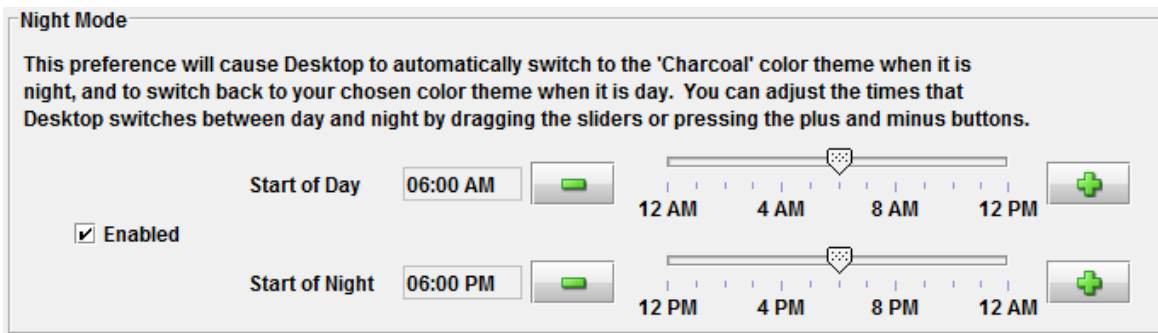 Night Mode
This preference will cause Desktop to automatically switch to the 'Charcoal' color theme when it is
night, and to switch back to your chosen color theme when it is day.  You can adjust the times that
Desktop switches between day and night by dragging the sliders or pressing the plus and minus buttons.
Start of Day 06:00 AM
12 AM 4 AM 8 AM 12 PM
Enabled
Start of Night 06:00 PM
12 PM 4 PM 8 PM 12 AM